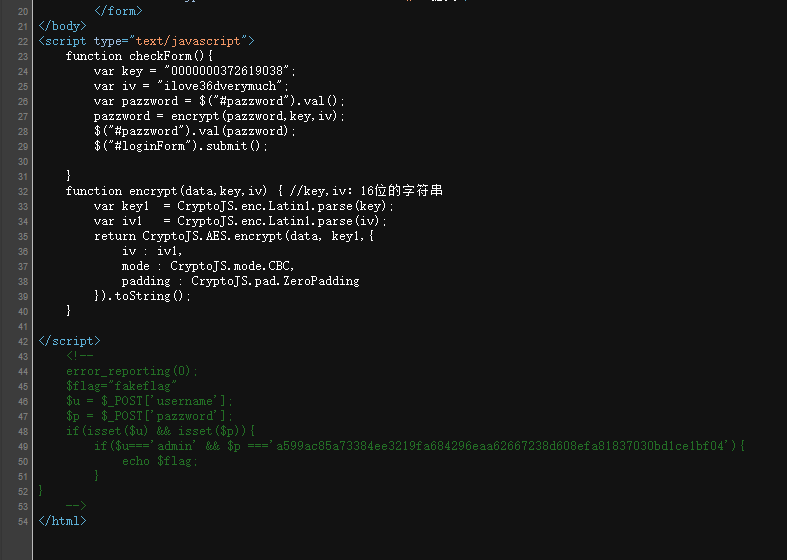 20 </form>
21 </body>
22 <script type="text/javascript">
23 function checkForm(){
24 var key = "0000000372619038";
25 var iv = "ilove36dverymuch";
26 var pazzword = $("#pazzword").val();
27 pazzword = encrypt(pazzword,key,iv);
28 $("#pazzword").val(pazzword);
29 $("#loginForm").submit();
30
31 }
32 function encrypt(data,key,iv) { //key,iv: 16位的字符串
33 var key1 = CryptoJS.enc.Latin1.parse(key);
34 var iv1 = CryptoJS.enc.Latin1.parse(iv);
35 return CryptoJS.AES.encrypt(data, key1,{
36 iv : iv1,
37 mode : CryptoJS.mode.CBC,
38 padding : CryptoJS.pad.ZeroPadding
39 }).toString();
40 }
41
42 </script>
43 <!--
44 error_reporting(0);
45 $flag="fakeflag"
46 $u = $_POST['username'];
47 $p = $_POST['pazzword'];
48 if(isset($u) && isset($p)){
49 if($u==='admin' && $p ==='a599ac85a73384ee3219fa684296eaa62667238d608efa81837030bd1ce1bf04'){
50 echo $flag;
51 }
52 }
53 -->
54 </html>